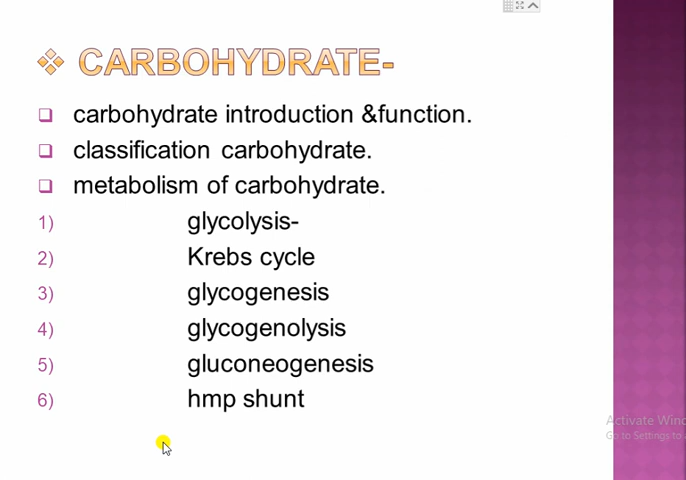 CARBOHYDRATE-
carbohydrate introduction &function.
classification carbohydrate.
metabolism of carbohydrate.
1) glycolysis-
2) Krebs cycle
3) glycogenesis
4) glycogenolysis
5) gluconeogenesis
6) hmp shunt
Activate Wind
Go to Settings to a